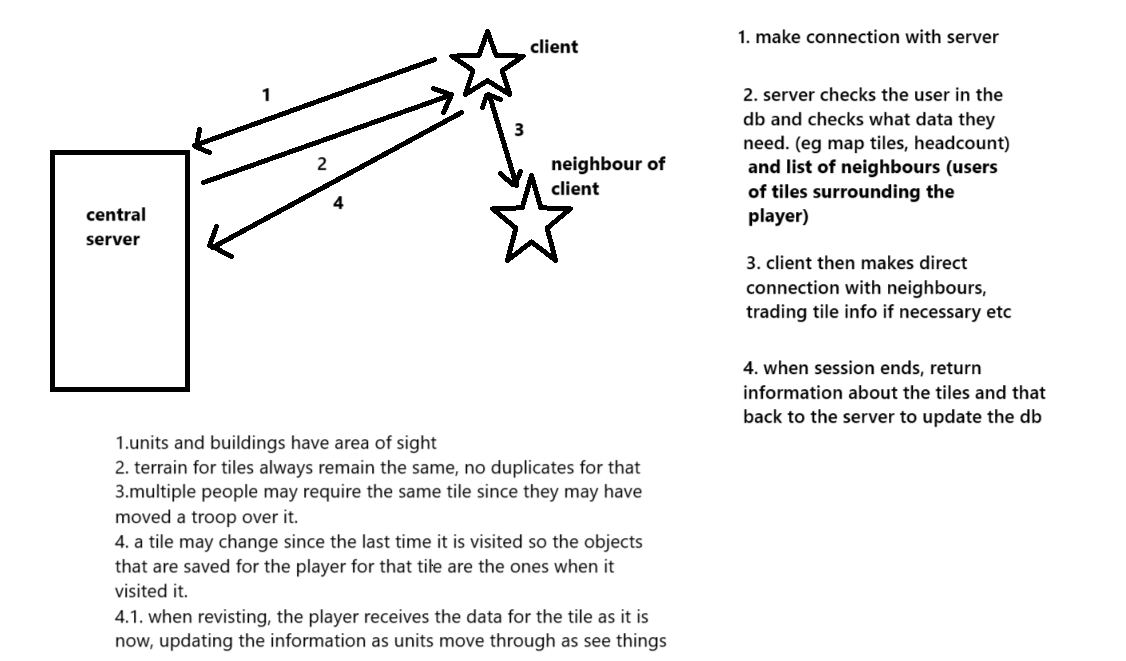 client
1
3
2
neighbour of
client
4
central
server
1. make connection with server
2. server checks the user in the
db and checks what data they
need. (eg map tiles, headcount)
and list of neighbours (users
of tiles surrounding the
player)
3. client then makes direct
connection with neighbours,
trading tile info if necessary etc
4. when session ends, return
information about the tiles and that
back to the server to update the db
1.units and buildings have area of sight
2. terrain for tiles always remain the same, no duplicates for that
3.multiple people may require the same tile since they may have
moved a troop over it.
4. a tile may change since the last time it is visited so the objects
that are saved for the player for that tile are the ones when it
visited it.
4.1. when revisting, the player receives the data for the tile as it is
now, updating the information as units move through as see things